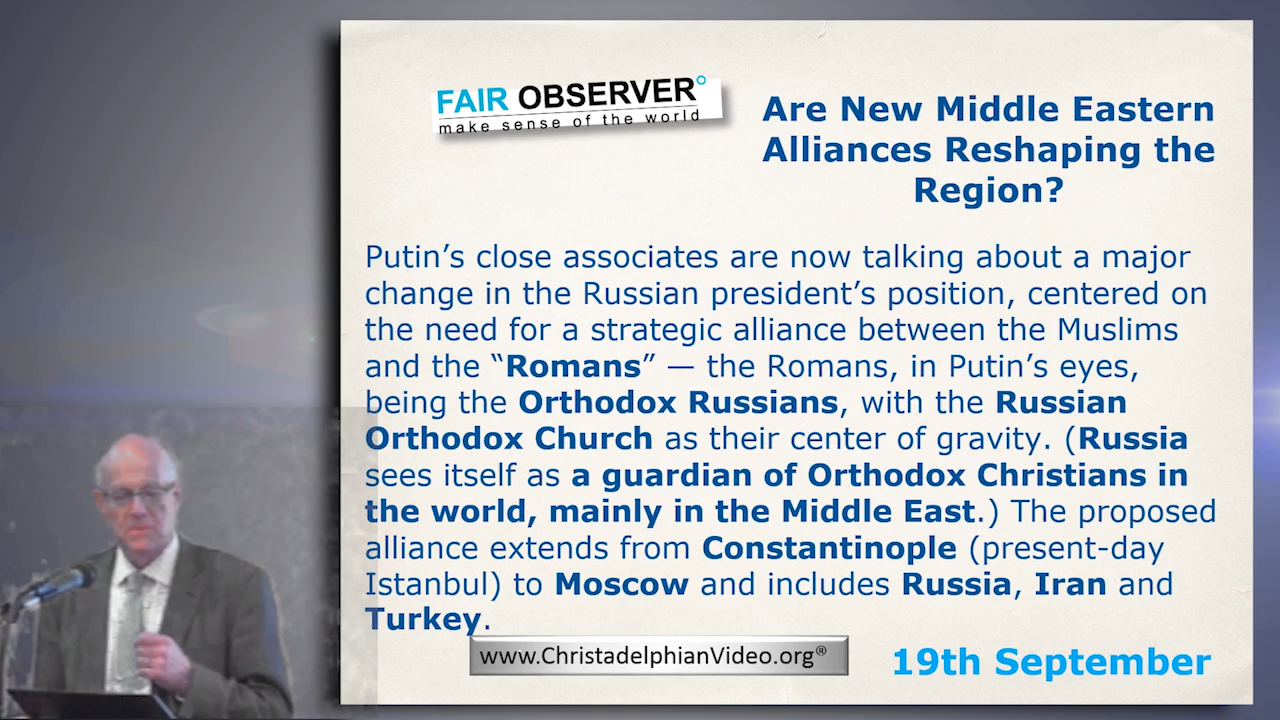 FAIR OBSERVER°
make sense of the world
Are New Middle Eastern
Alliances Reshaping the
Region?
Putin’s close associates are now talking about a major
change in the Russian president’s position, centered on
the need for a strategic alliance between the Muslims
and the “Romans” — the Romans, in Putin’s eyes,
being the Orthodox Russians, with the Russian
Orthodox Church as their center of gravity. (Russia
sees itself as a guardian of Orthodox Christians in
the world, mainly in the Middle East.) The proposed
alliance extends from Constantinople (present-day
Istanbul) to Moscow and includes Russia, Iran and
Turkey.
www.ChristadelphianVideo.org®
19th September